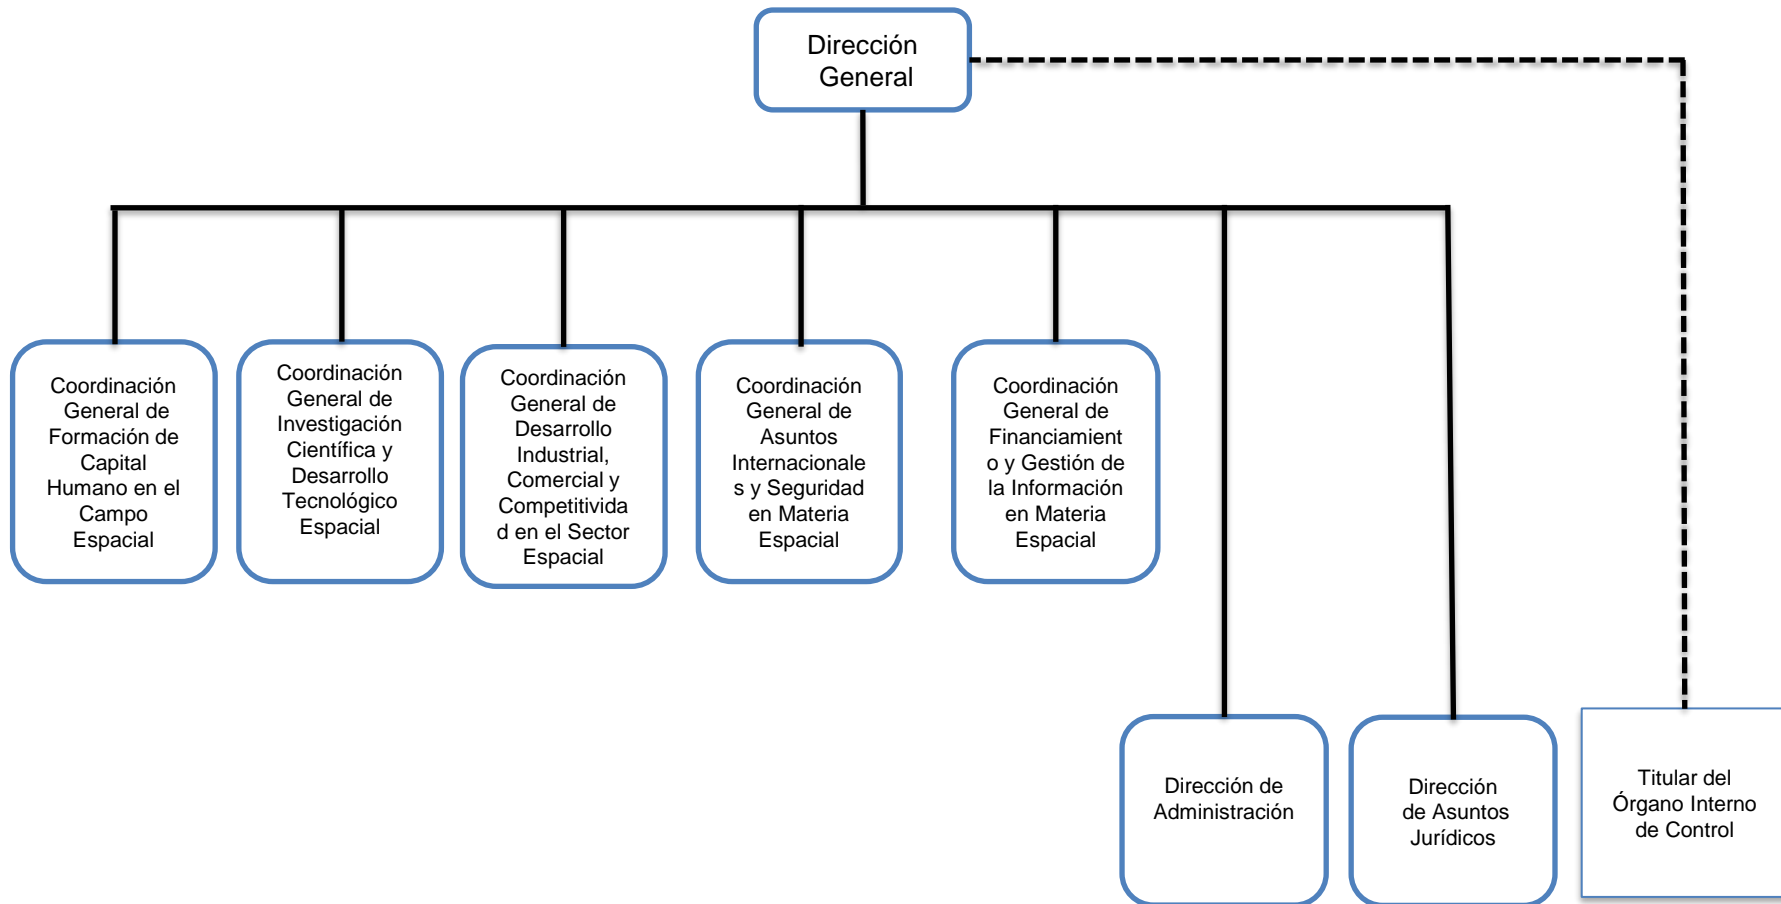 Dirección
General
Coordinación
General de
Formación de
Capital
Humano en el
Campo
Espacial
Coordinación
General de
Investigación
Científica y
Desarrollo
Tecnológico
Espacial
Coordinación
General de
Desarrollo
Industrial,
Comercial y
Competitivida
d en el Sector
Espacial
Coordinación
General de
Asuntos
Internacionale
s y Seguridad
en Materia
Espacial
Coordinación
General de
Financiamient
o y Gestión de
la Información
en Materia
Espacial
Dirección de
Administración
Dirección
de Asuntos
Jurídicos
Titular del
Órgano Interno
de Control